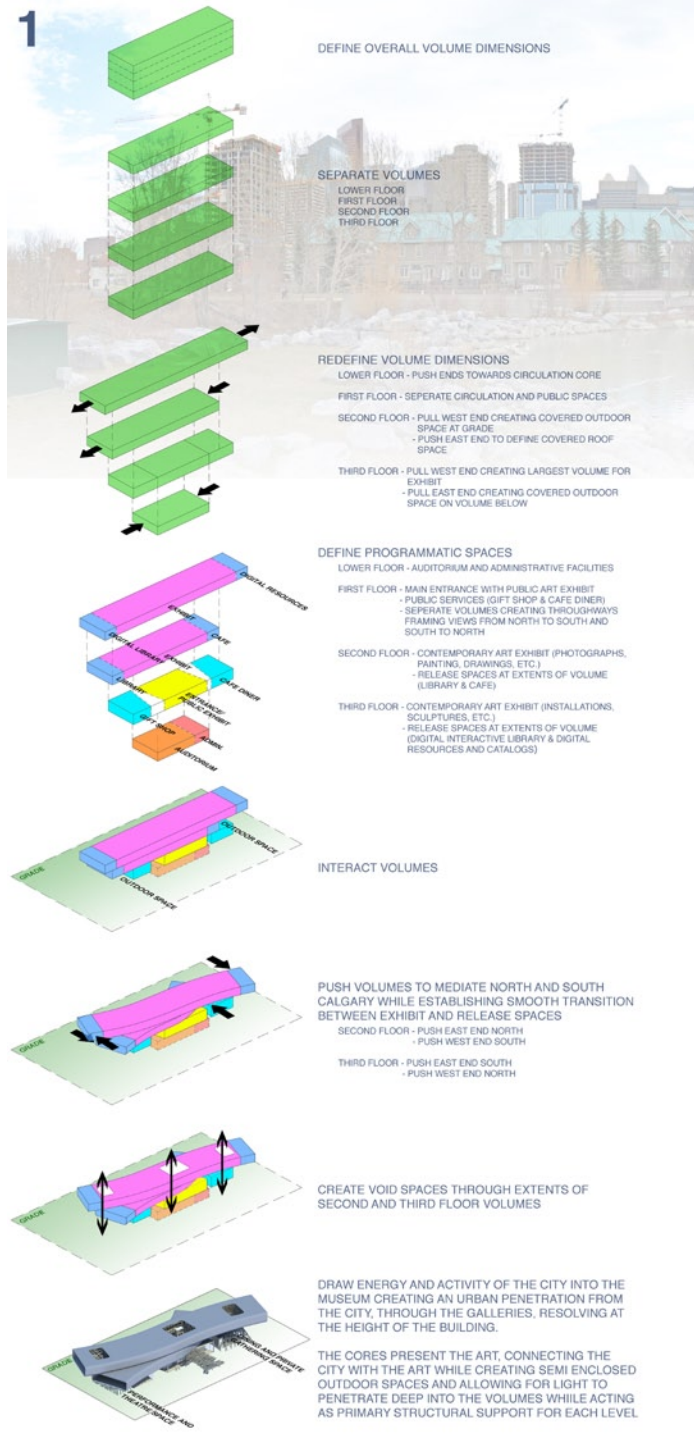 1
DEFINE OVERALL VOLUME DIMENSIONS
SEPARATE VOLUMES
LOWER FLOOR
FIRST FLOOR
SECOND FLOOR
THIRD FLOOR
REDEFINE VOLUME DIMENSIONS
LOWER FLOOR - PUSH ENDS TOWARDS CIRCULATION CORE
FIRST FLOOR - SEPERATE CIRCULATION AND PUBLIC SPACES
SECOND FLOOR - PULL WEST END CREATING COVERED OUTDOOR
SPACE AT GRADE
- PUSH EAST END TO DEFINE COVERED ROOF
SPACE
THIRD FLOOR - PULL WEST END CREATING LARGEST VOLUME FOR
EXHIBIT
- PULL EAST END CREATING COVERED OUTDOOR
SPACE ON VOLUME BELOW
DEFINE PROGRAMMATIC SPACES
LOWER FLOOR - AUDITORIUM AND ADMINISTRATIVE FACILITIES
FIRST FLOOR - MAIN ENTRANCE WITH PUBLIC ART EXHIBIT
- PUBLIC SERVICES (GIFT SHOP & CAFE DINER)
- SEPERATE VOLUMES CREATING THROUGHWAYS
FRAMING VIEWS FROM NORTH TO SOUTH AND
SOUTH TO NORTH
SECOND FLOOR - CONTEMPORARY ART EXHIBIT (PHOTOGRAPHS,
PAINTING, DRAWINGS, ETC.)
- RELEASE SPACES AT EXTENTS OF VOLUME
(LIBRARY & CAFE)
THIRD FLOOR - CONTEMPORARY ART EXHIBIT (INSTALLATIONS,
SCULPTURES, ETC.)
- RELEASE SPACES AT EXTENTS OF VOLUME
(DIGITAL INTERACTIVE LIBRARY & DIGITAL
RESOURCES AND CATALOGS)
DIGITAL RESOURCES
EXHIBIT
DIGITAL LIBRARY
CAFE
EXHIBIT
LIBRARY
CAFE DINER
ENTRANCE/
PUBLIC EXHIBIT
GIFT SHOP
ADMIN.
AUDITORIUM
INTERACT VOLUMES
OUTDOOR SPACE
GRADE
OUTDOOR SPACE
PUSH VOLUMES TO MEDIATE NORTH AND SOUTH
CALGARY WHILE ESTABLISHING SMOOTH TRANSITION
BETWEEN EXHIBIT AND RELEASE SPACES
SECOND FLOOR - PUSH EAST END NORTH
- PUSH WEST END SOUTH
THIRD FLOOR - PUSH EAST END SOUTH
- PUSH WEST END NORTH
GRADE
CREATE VOID SPACES THROUGH EXTENTS OF
SECOND AND THIRD FLOOR VOLUMES
GRADE
DRAW ENERGY AND ACTIVITY OF THE CITY INTO THE
MUSEUM CREATING AN URBAN PENETRATION FROM
THE CITY, THROUGH THE GALLERIES, RESOLVING AT
THE HEIGHT OF THE BUILDING.
THE CORES PRESENT THE ART, CONNECTING THE
CITY WITH THE ART WHILE CREATING SEMI ENCLOSED
OUTDOOR SPACES AND ALLOWING FOR LIGHT TO
PENETRATE DEEP INTO THE VOLUMES WHILE ACTING
AS PRIMARY STRUCTURAL SUPPORT FOR EACH LEVEL
AND PRIVATE
GATHERING SPACE
GRADE
PERFORMANCE AND
THEATRE SPACE